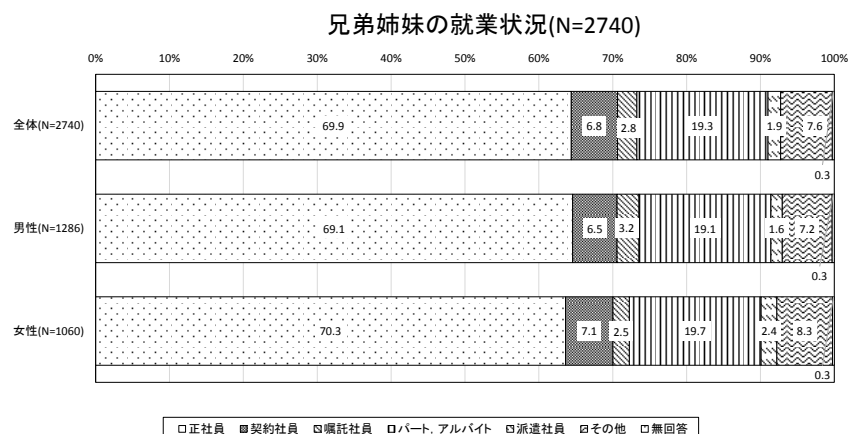 兄弟姉妹の就業状況(N=2740)
0% 10% 20% 30% 40% 50% 60% 70% 80% 90% 100%
全体(N=2740) 69.9 6.8 2.8 19.3 1.9 7.6
0.3
男性(N=1286) 69.1 6.5 3.2 19.1 1.6 7.2
0.3
女性(N=1060) 70.3 7.1 2.5 19.7 2.4 8.3
0.3
正社員 契約社員 嘱託社員 パート, アルバイト 派遣社員 その他 無回答